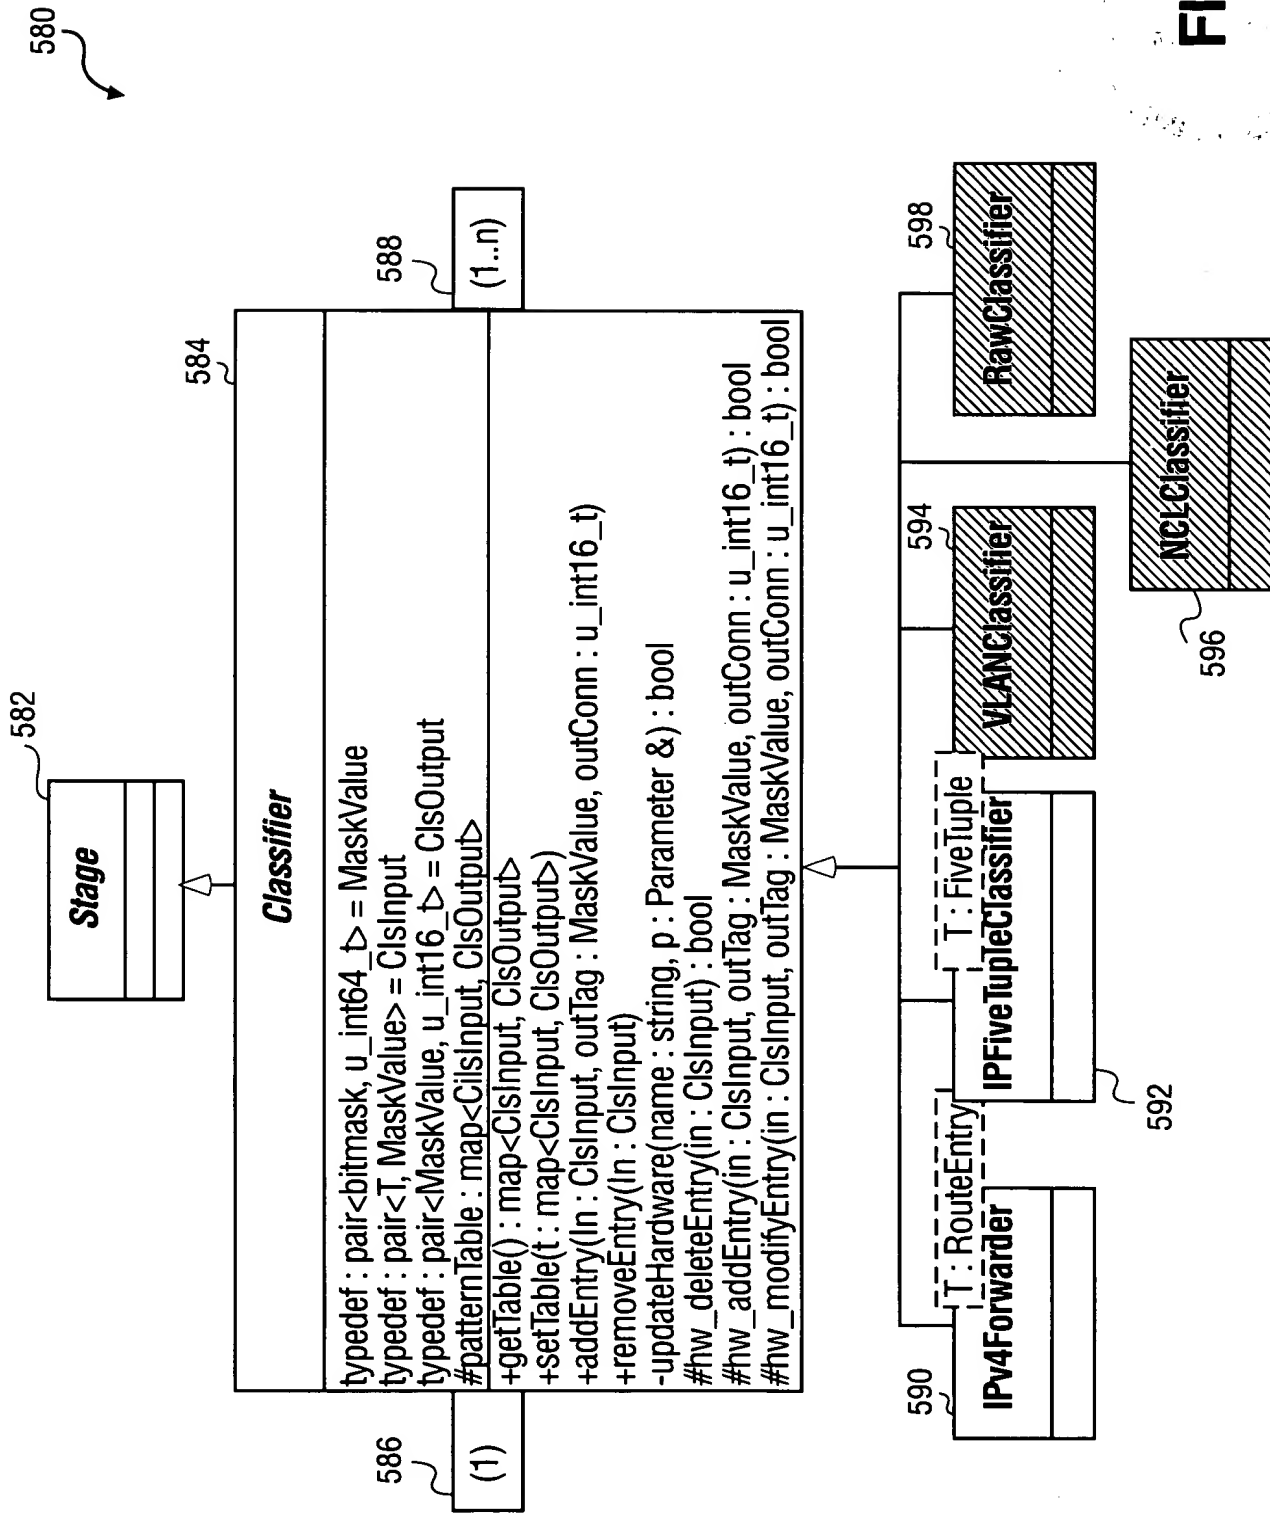 580
582
Stage
584
Classifier
typedef : pair<bitmask, u_int64_t> = MaskValue
typedef : pair<T, MaskValue> = ClsInput
typedef : pair<MaskValue, u_int16_t> = ClsOutput
#patternTable : map<CilsInput, ClsOutput>
+getTable() : map<ClsInput, ClsOutput>
+setTable(t : map<ClsInput, ClsOutput>)
+addEntry(In : ClsInput, outTag : MaskValue, outConn : u_int16_t)
+removeEntry(In : ClsInput)
-updateHardware(name : string, p : Parameter &) : bool
#hw_deleteEntry(in : ClsInput) : bool
#hw_addEntry(in : ClsInput, outTag : MaskValue, outConn : u_int16_t) : bool
#hw_modifyEntry(in : ClsInput, outTag : MaskValue, outConn : u_int16_t) : bool
586
(1)
588
(1..n)
590
T : RouteEntry
IPv4Forwarder
T : FiveTuple
IPFiveTupleClassifier
592
594
VLANClassifier
598
RawClassifier
NCLClassifier
596